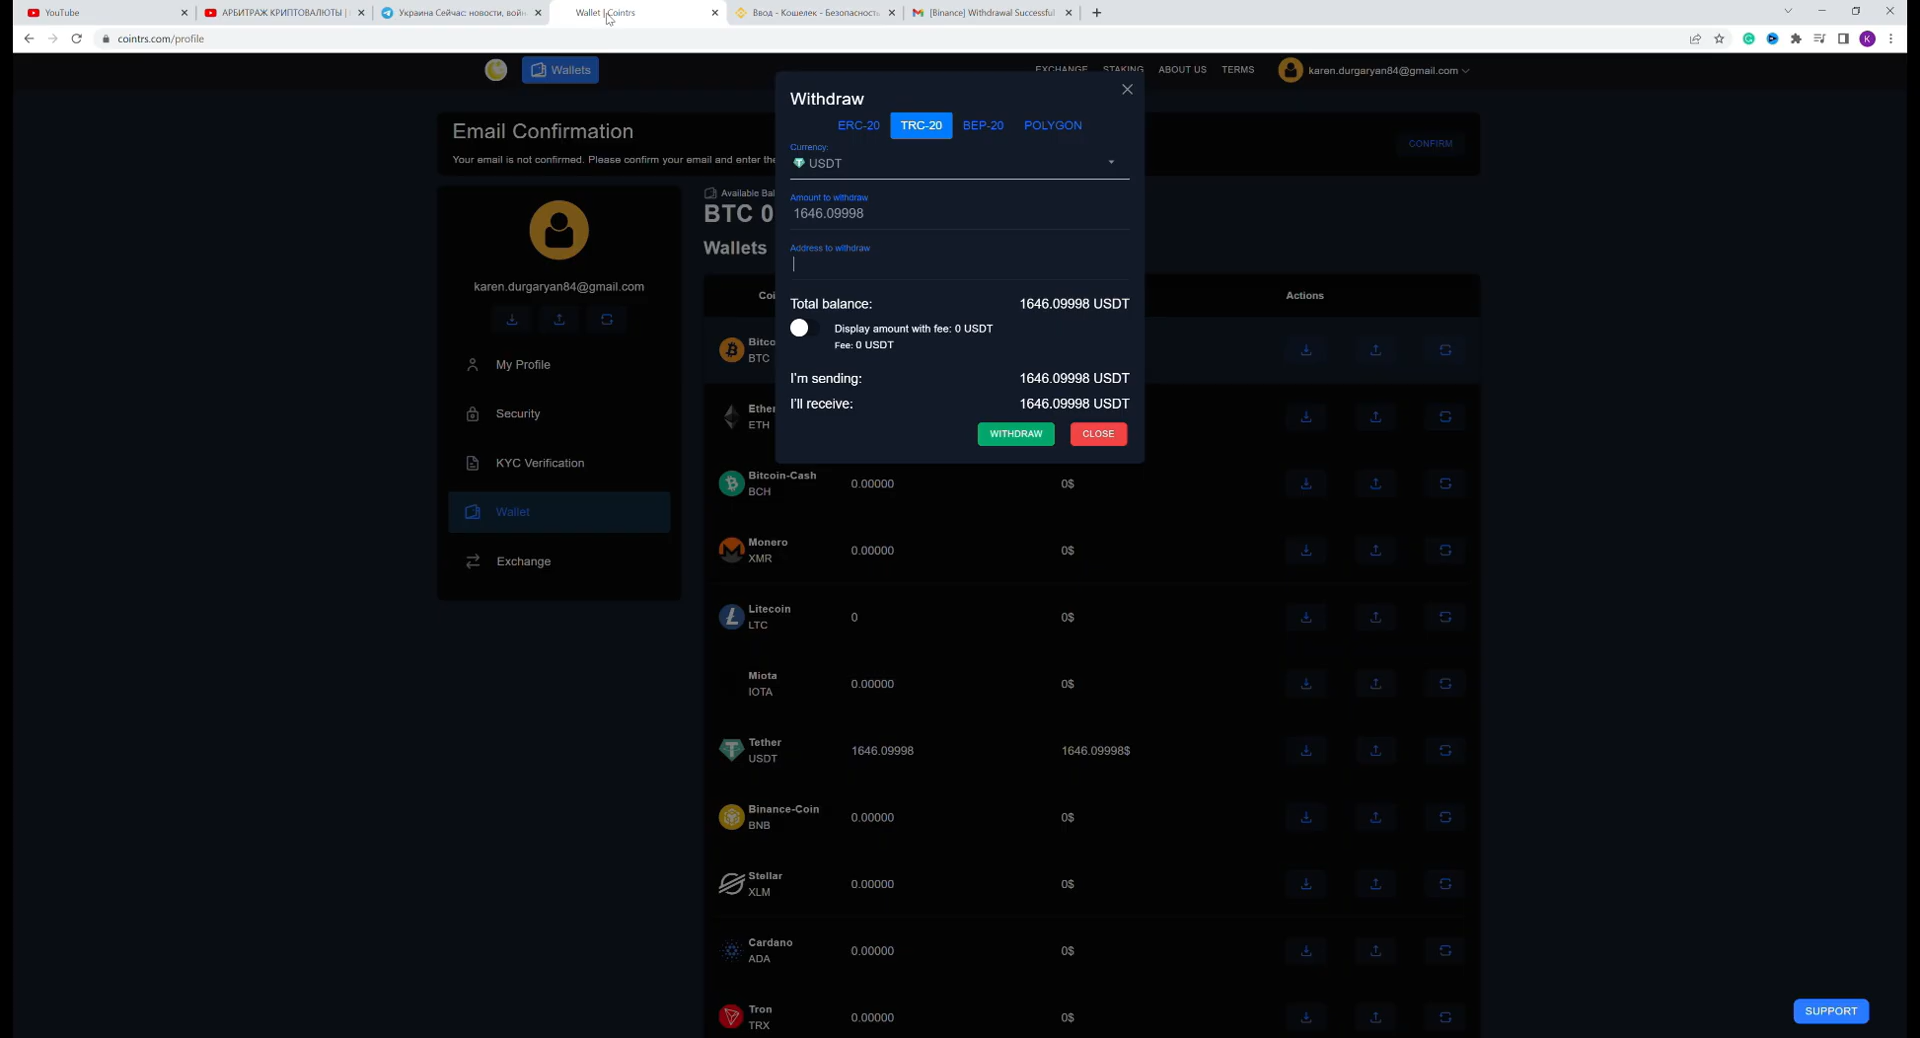 YouTube
АРБИТРАЖ КРИПТОВАЛЮТЫ |
Украина Сейчас: новости, войн
Wallet | Cointrs
Ввод - Кошелек - Безопасность
[Binance] Withdrawal Successful
cointrs.com/profile
K
Wallets
EXCHANGE
STAKING
ABOUT US
TERMS
karen.durgaryan84@gmail.com
Email Confirmation
Your email is not confirmed. Please confirm your email and enter the
CONFIRM
karen.durgaryan84@gmail.com
My Profile
Security
KYC Verification
Wallet
Exchange
Available Bal
BTC 0
Wallets
Withdraw
ERC-20
TRC-20
BEP-20
POLYGON
Currency:
USDT
Amount to withdraw
1646.09998
Address to withdraw
Total balance:
1646.09998 USDT
Display amount with fee: 0 USDT
Fee: 0 USDT
I'm sending:
1646.09998 USDT
I'll receive:
1646.09998 USDT
WITHDRAW
CLOSE
Coi
Actions
Bitco
BTC
Ether
ETH
Bitcoin-Cash
BCH
0.00000
0$
Monero
XMR
0.00000
0$
Litecoin
LTC
0
0$
Miota
IOTA
0.00000
0$
Tether
USDT
1646.09998
1646.09998$
Binance-Coin
BNB
0.00000
0$
Stellar
XLM
0.00000
0$
Cardano
ADA
0.00000
0$
Tron
TRX
0.00000
0$
SUPPORT